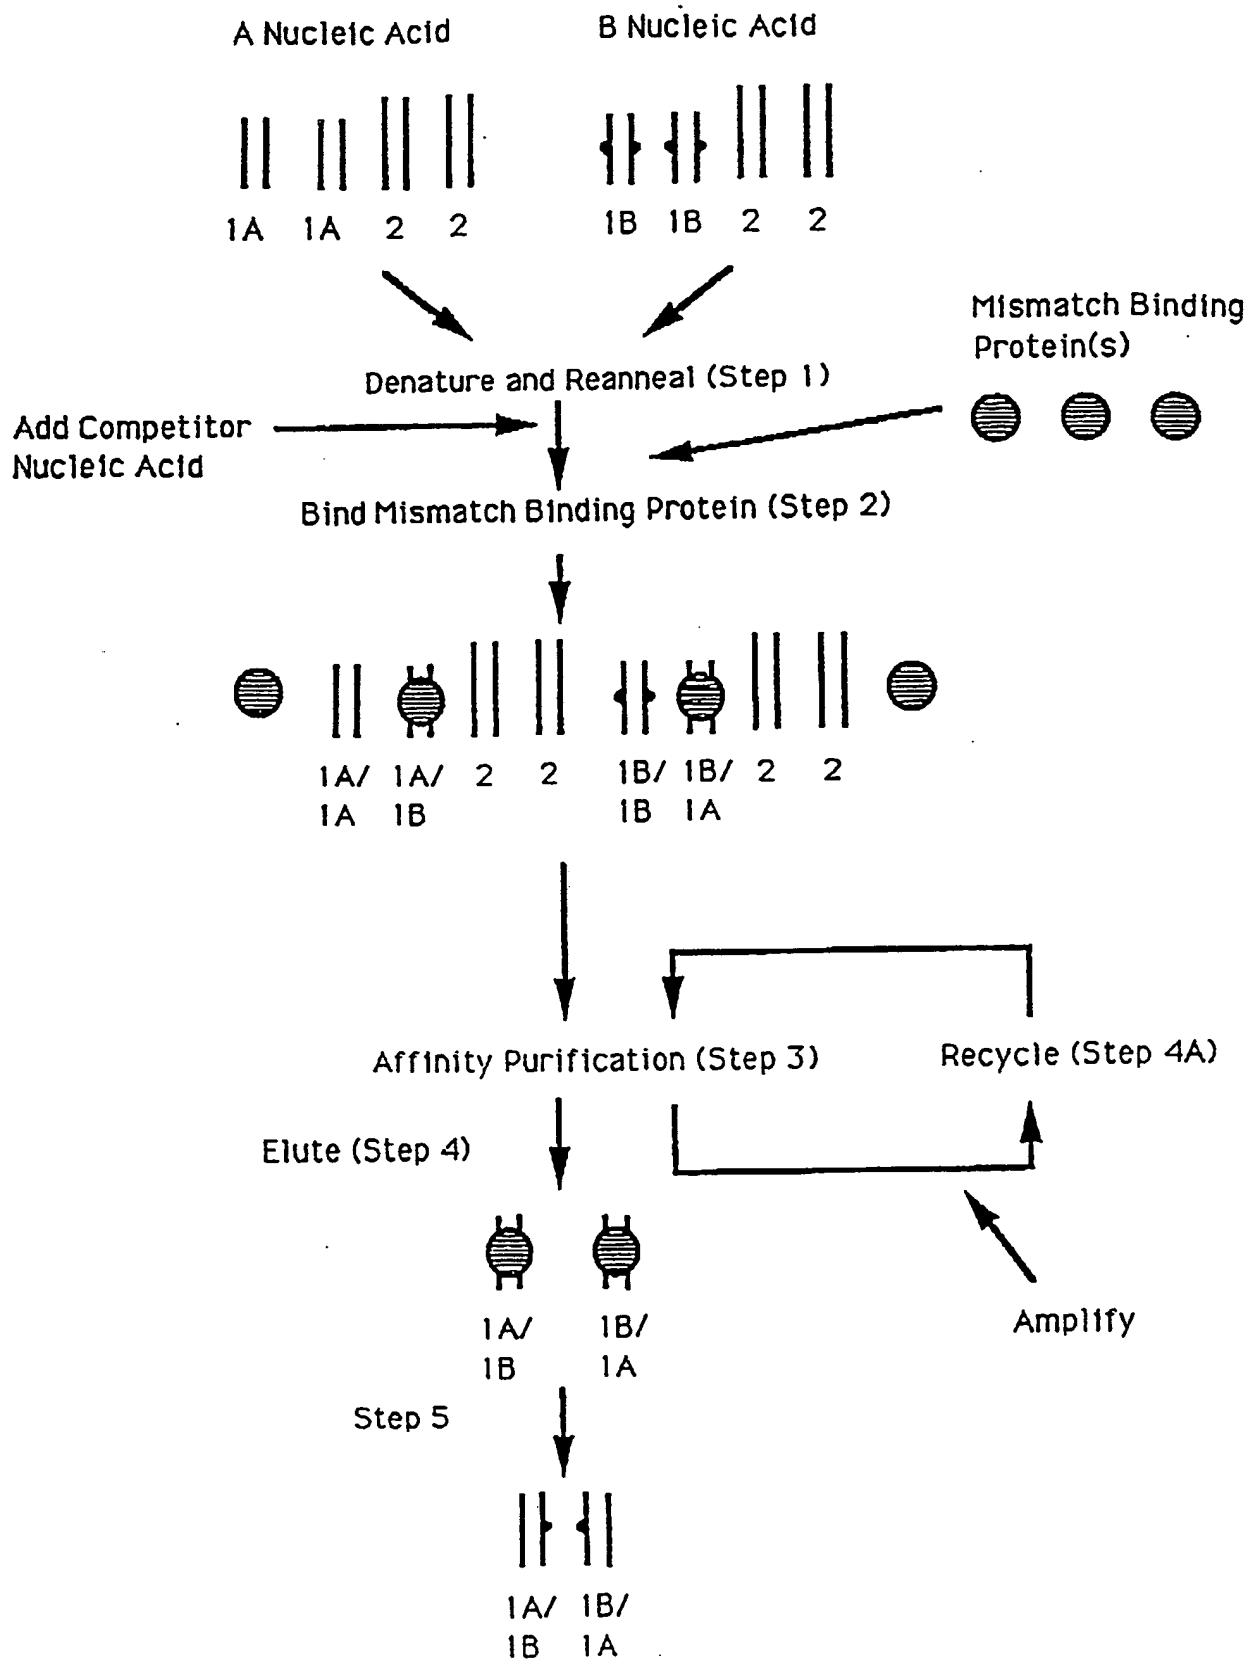 A Nucleic Acid
B Nucleic Acid
1A 1A 2 2
1B 1B 2 2
Mismatch Binding
Protein(s)
Denature and Reanneal (Step 1)
Add Competitor
Nucleic Acid
Bind Mismatch Binding Protein (Step 2)
1A/ 1A/ 2 2 1B/ 1B/ 2 2
1A 1B 1B 1A
Affinity Purification (Step 3)
Recycle (Step 4A)
Elute (Step 4)
Amplify
1A/ 1B/
1B 1A
Step 5
1A/ 1B/
1B 1A